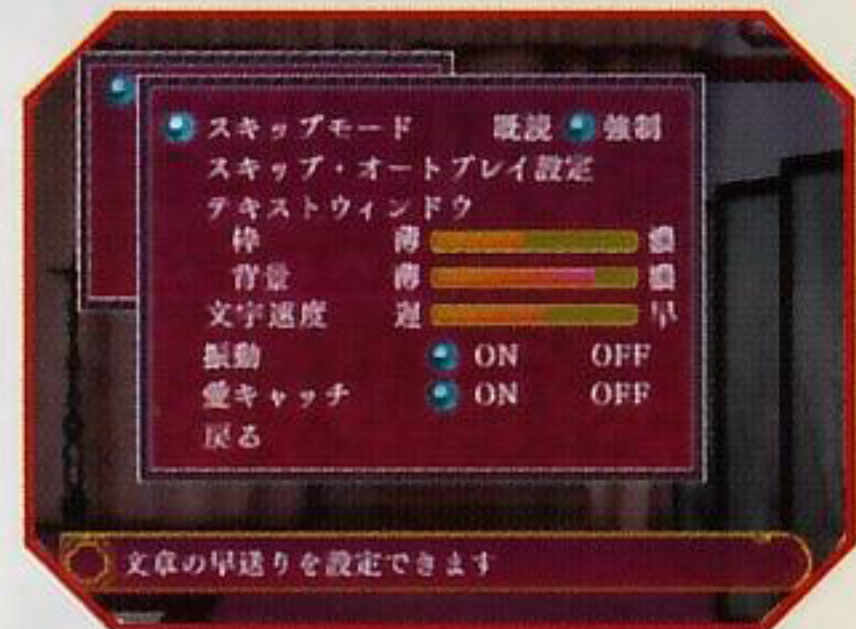 スキップモード 既読 強制
スキップ・オートプレイ設定
テキストウィンドウ
枠 薄 濃
背景 薄 濃
文字速度 遅 早
振動 ON OFF
愛キャッチ ON OFF
戻る
文章の早送りを設定できます